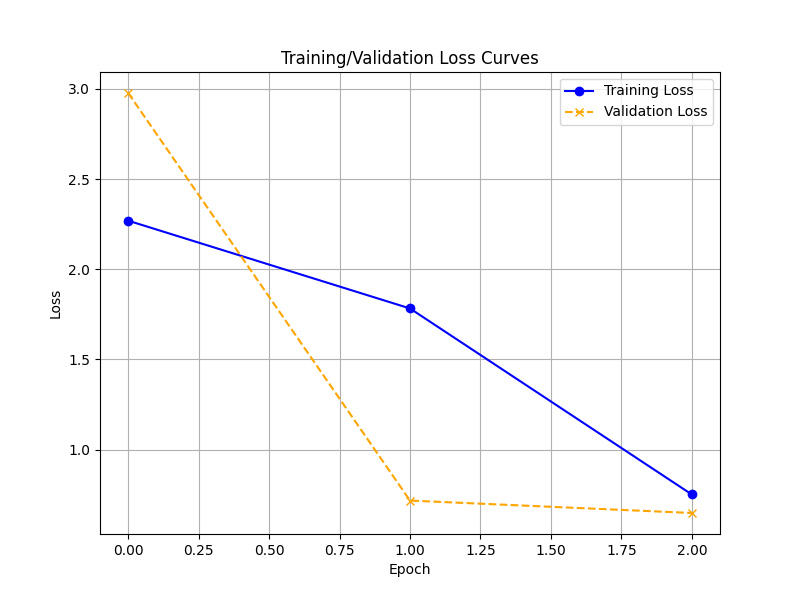 Training/Validation Loss Curves
Training Loss
Validation Loss
3.0
2.5
2.0
1.5
1.0
Loss
0.00 0.25 0.50 0.75 1.00 1.25 1.50 1.75 2.00
Epoch